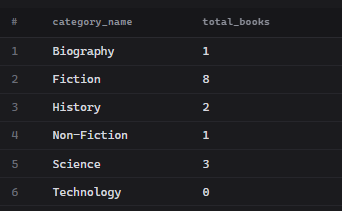 # category_name total_books
1 Biography 1
2 Fiction 8
3 History 2
4 Non-Fiction 1
5 Science 3
6 Technology 0